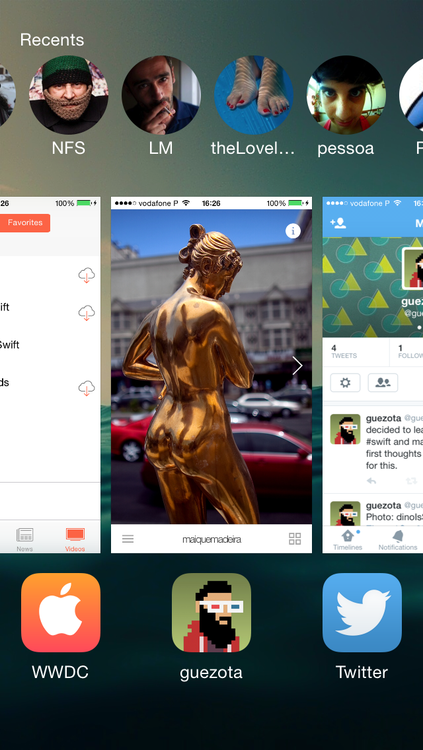 Recents
NFS
LM
theLovel...
pessoa
:26
100%
Favorites
ift
Swift
ds
News
Videos
vodafone P
16:26
100%
i
maiquemadeira
vodafone P
16:26
M
guez
@gue
4
TWEETS
1
FOLLOW
guezota @gue
decided to lea
#swift and ma
first thoughts
for this.
guezota @gue
Photo: dinols
Timelines
Notifications
WWDC
guezota
Twitter